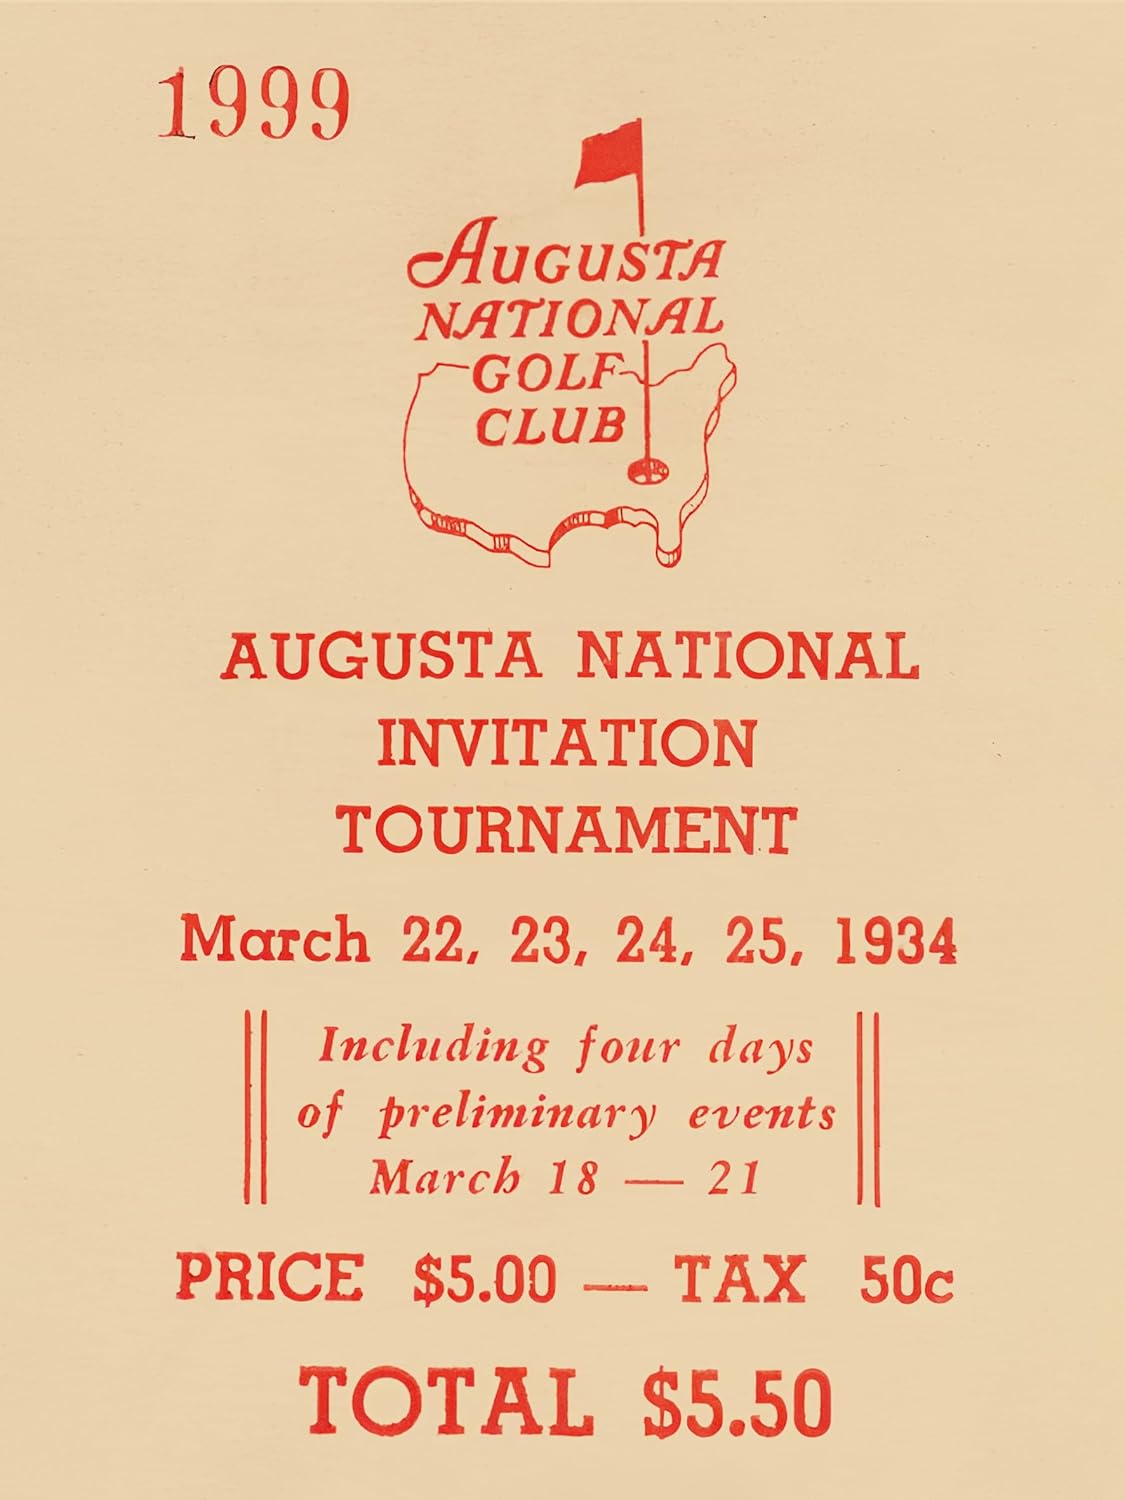 1999
AUGUSTA
NATIONAL
GOLF
CLUB
AUGUSTA NATIONAL
INVITATION
TOURNAMENT
March 22, 23, 24, 25, 1934
Including four days
of preliminary events
March 18 — 21
PRICE $5.00 — TAX 50c
TOTAL $5.50